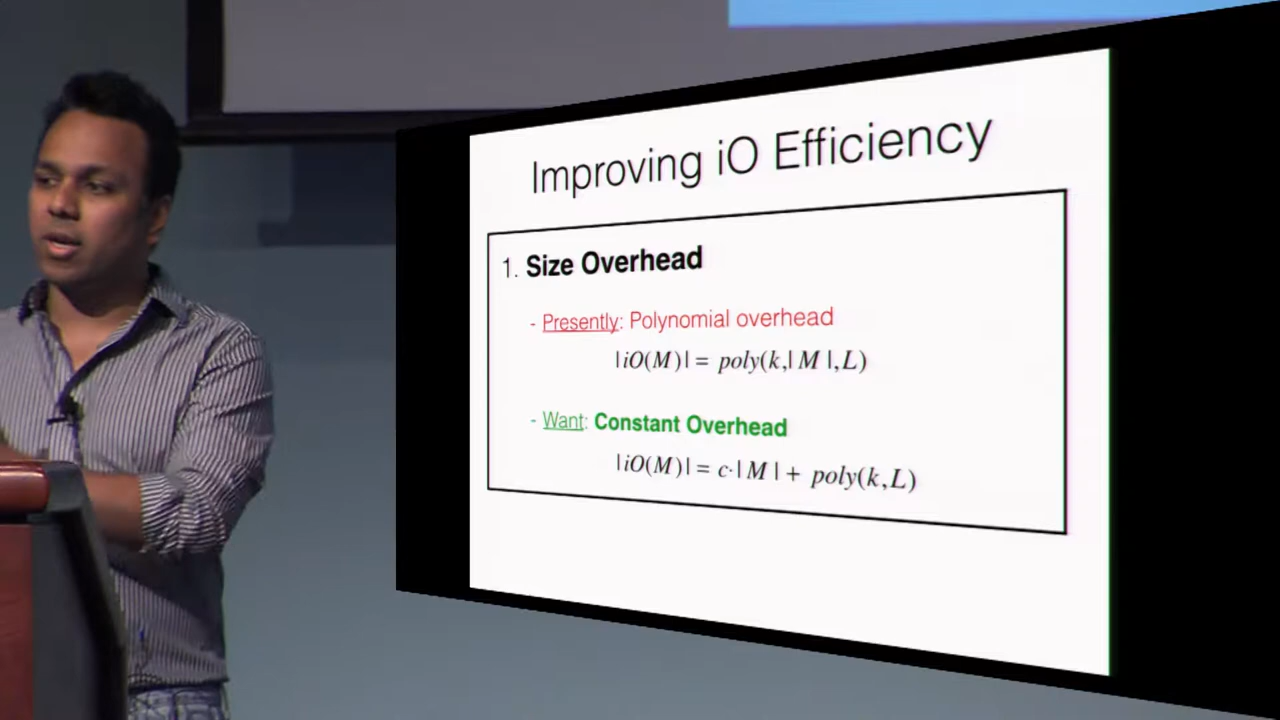 Improving iO Efficiency
1. Size Overhead
- Presently: Polynomial overhead
|iO(M)| = poly(k,|M|,L)
- Want: Constant Overhead
|iO(M)| = c·|M| + poly(k,L)